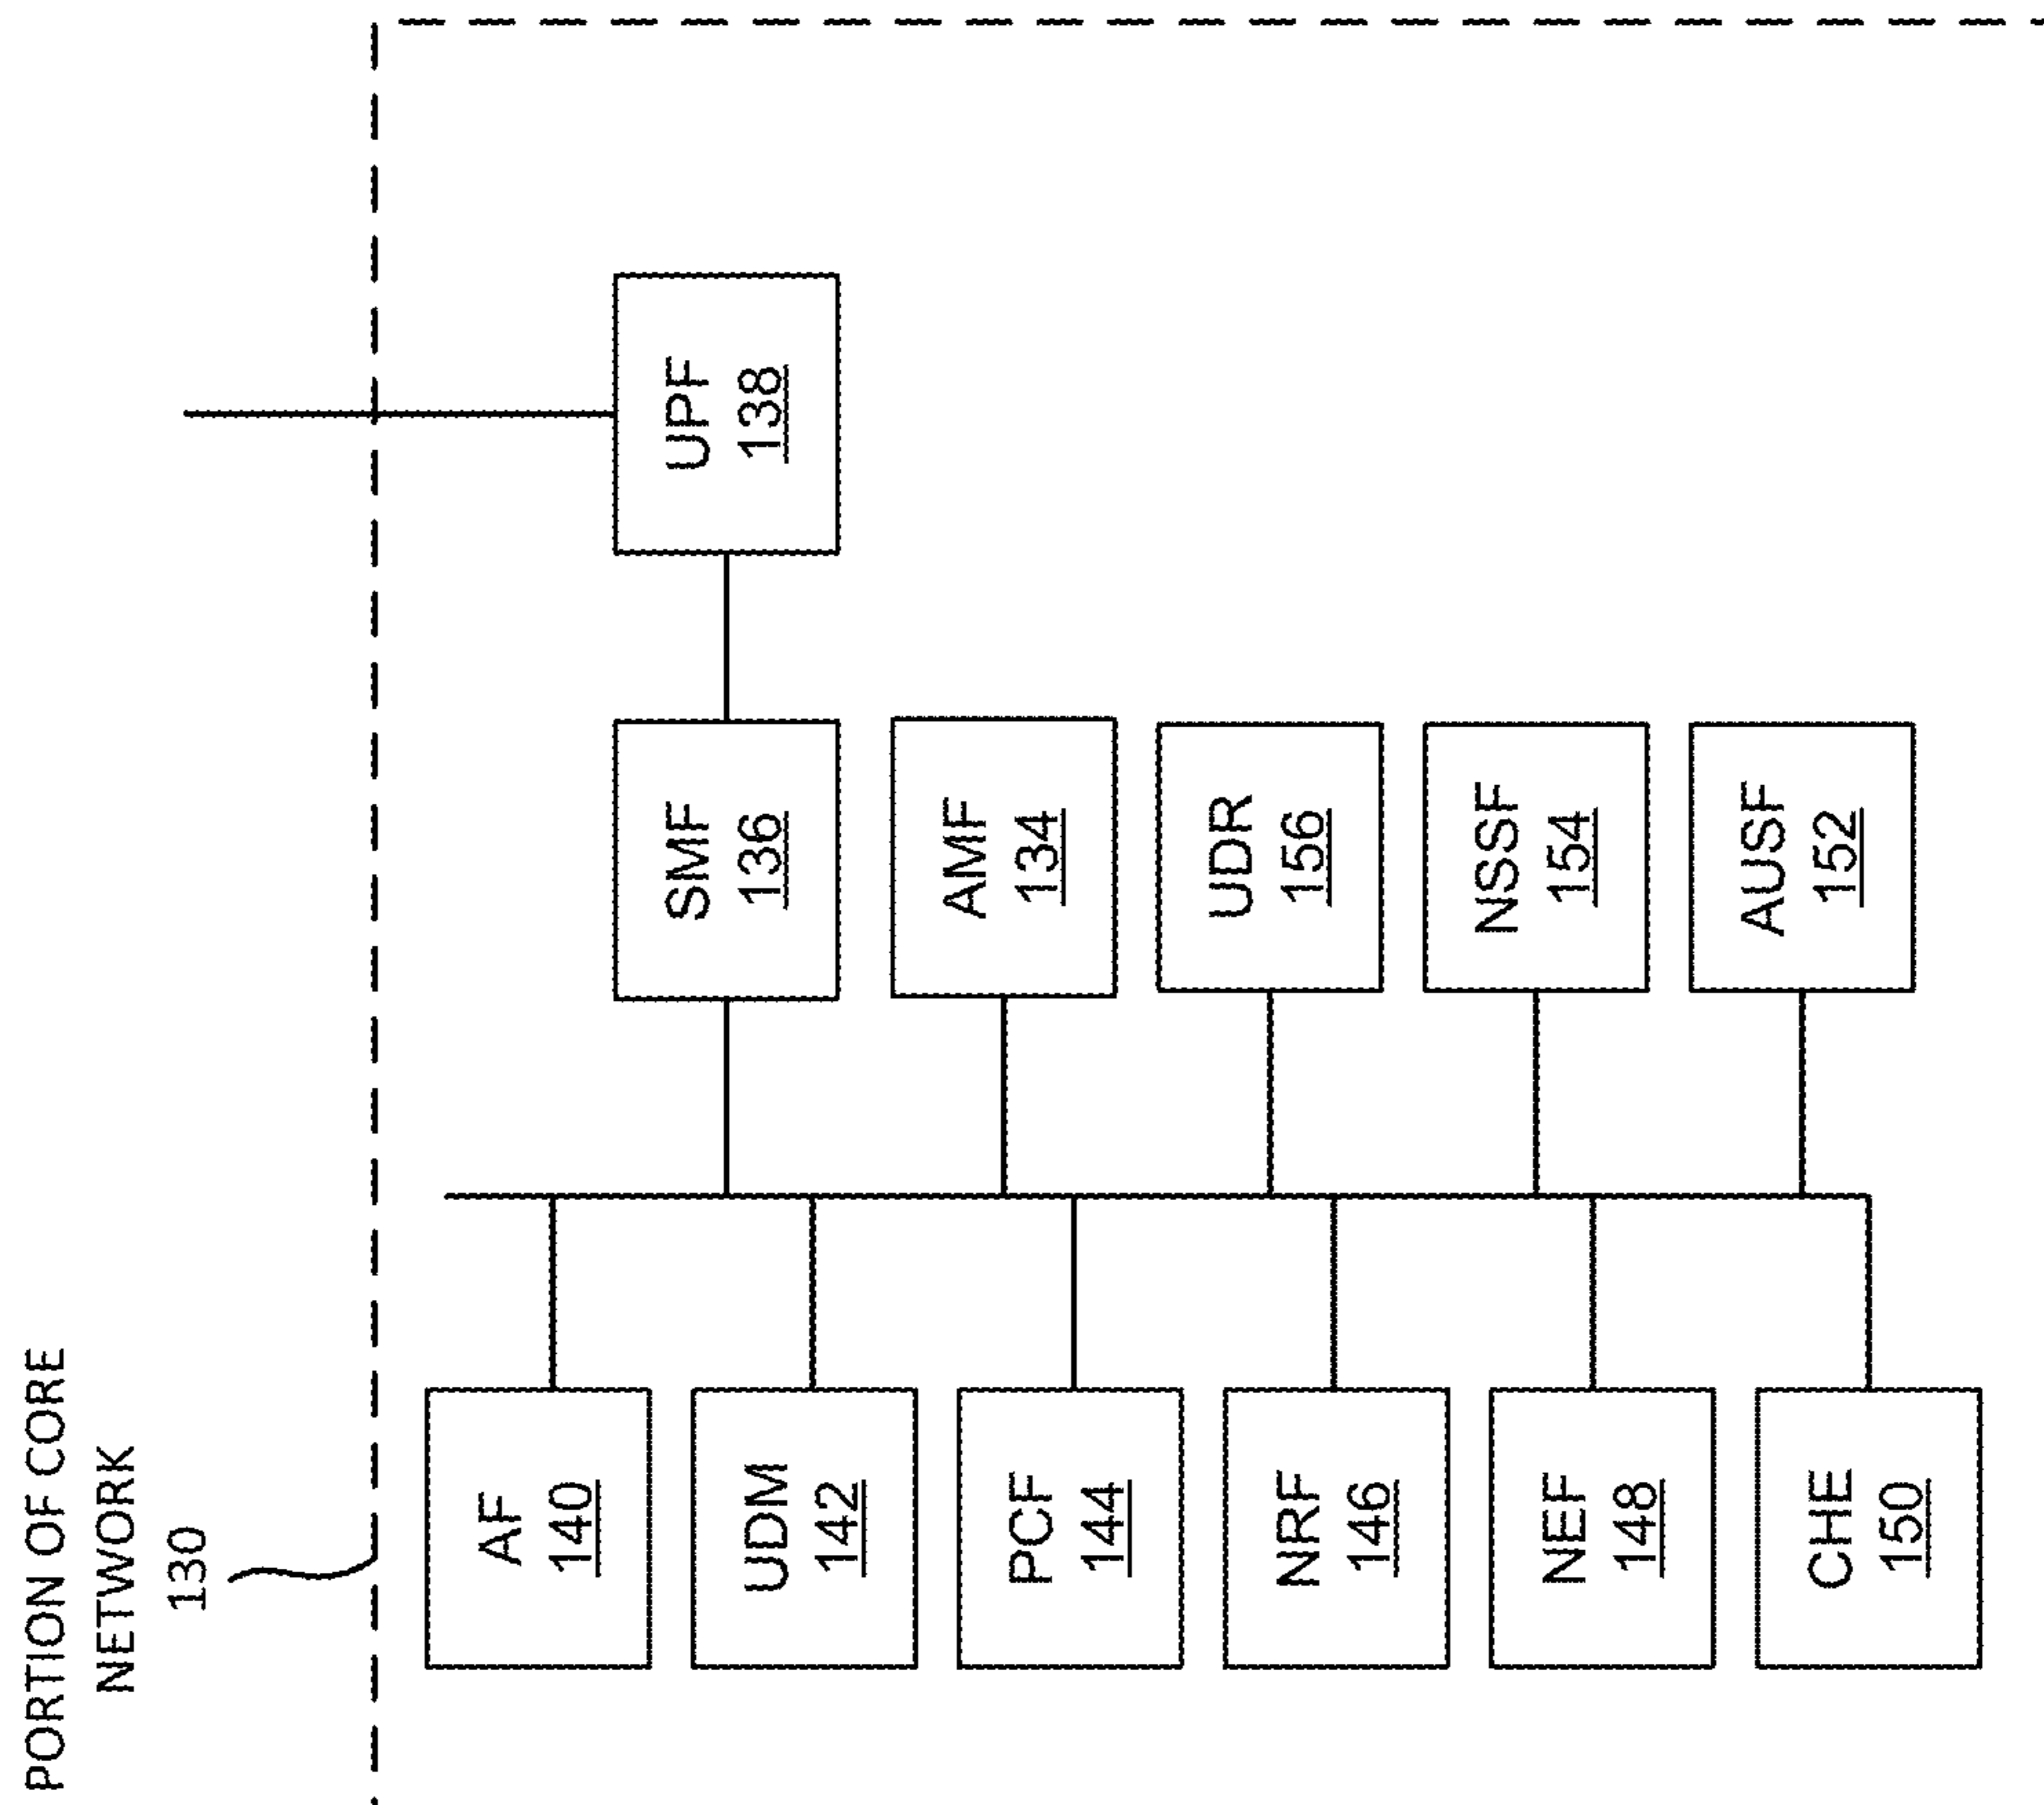 PORTION OF CORE
NETWORK
130
UPF
138
SMF
136
AMF
134
UDR
156
NSSF
154
AUSF
152
AF
140
UDM
142
PCF
144
NRF
146
NEF
148
CHE
150